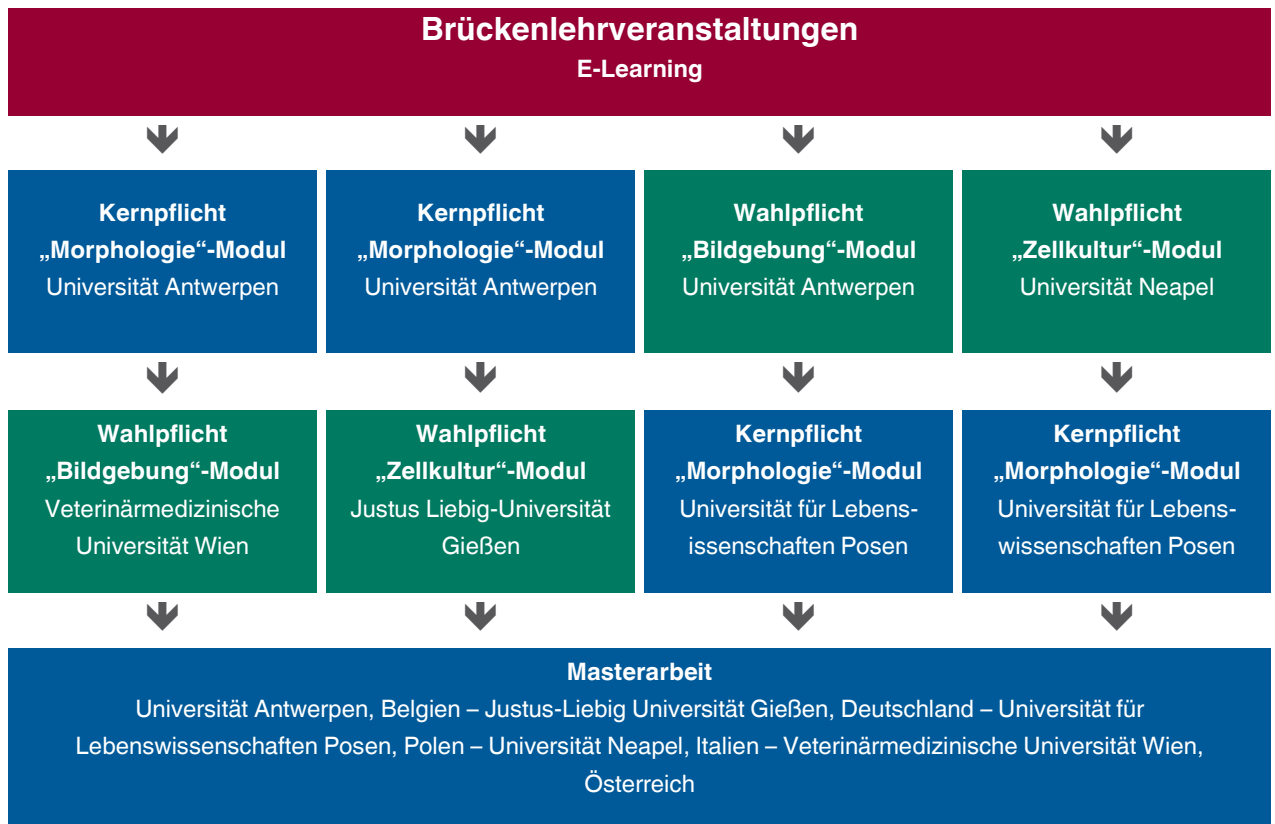 Brückenlehrveranstaltungen
E-Learning
Kernpflicht
„Morphologie“-Modul
Universität Antwerpen
Kernpflicht
„Morphologie“-Modul
Universität Antwerpen
Wahlpflicht
„Bildgebung“-Modul
Universität Antwerpen
Wahlpflicht
„Zellkultur“-Modul
Universität Neapel
Wahlpflicht
„Bildgebung“-Modul
Veterinärmedizinische
Universität Wien
Wahlpflicht
„Zellkultur“-Modul
Justus Liebig-Universität
Gießen
Kernpflicht
„Morphologie“-Modul
Universität für Lebens-
issenschaften Posen
Kernpflicht
„Morphologie“-Modul
Universität für Lebens-
wissenschaften Posen
Masterarbeit
Universität Antwerpen, Belgien – Justus-Liebig Universität Gießen, Deutschland – Universität für
Lebenswissenschaften Posen, Polen – Universität Neapel, Italien – Veterinärmedizinische Universität Wien,
Österreich